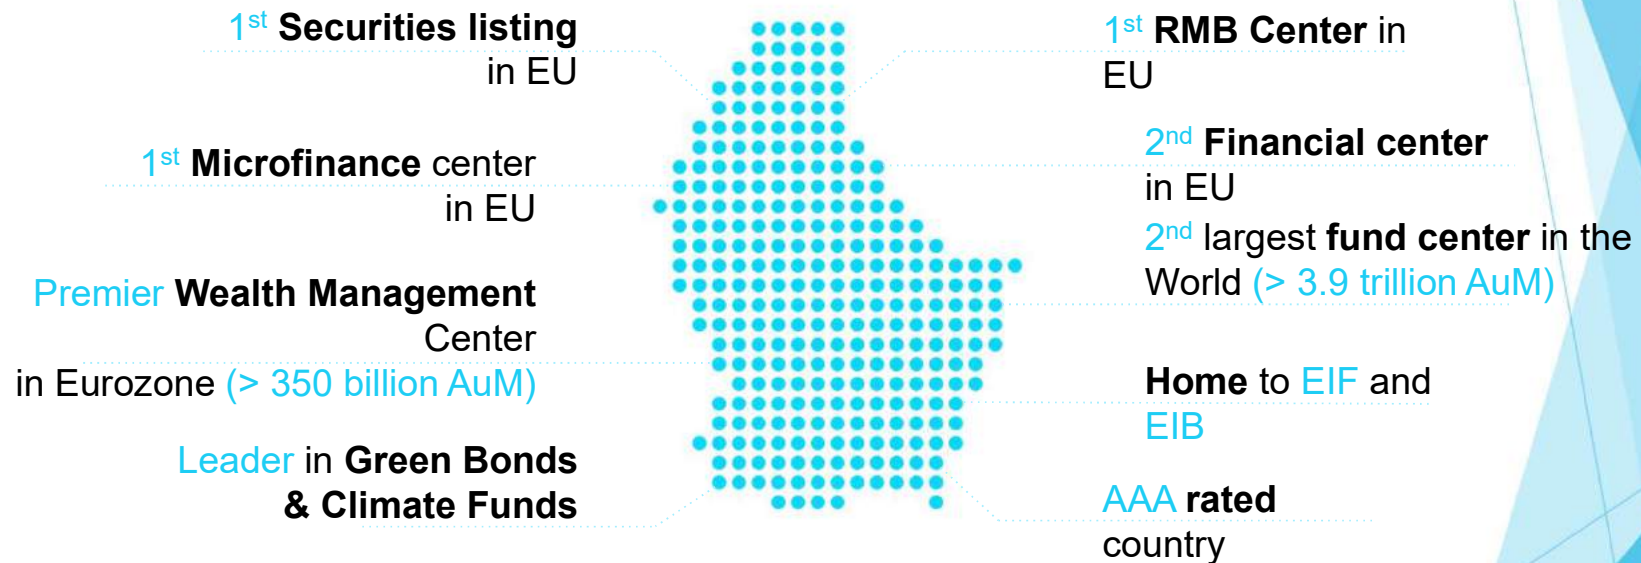 1st Securities listing
in EU
1st Microfinance center
in EU
Premier Wealth Management
Center
in Eurozone (> 350 billion AuM)
Leader in Green Bonds
& Climate Funds
1st RMB Center in
EU
2nd Financial center
in EU
2nd largest fund center in the
World (> 3.9 trillion AuM)
Home to EIF and
EIB
AAA rated
country